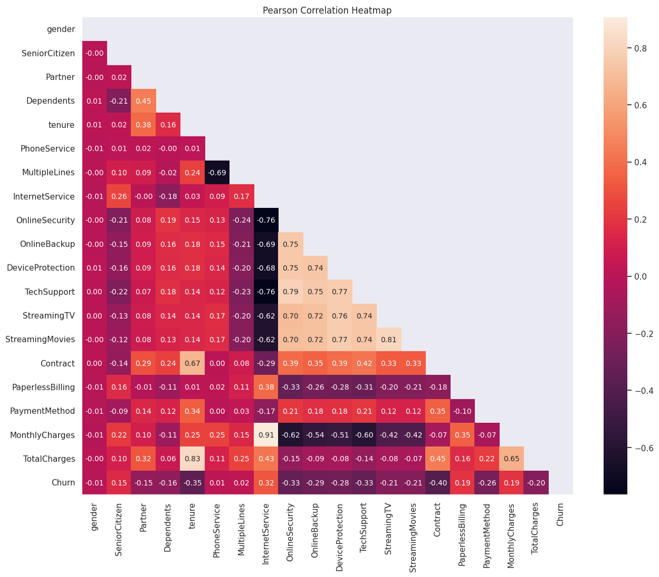 Pearson Correlation Heatmap
gender
SeniorCitizen -0.00
Partner -0.00 0.02
Dependents 0.01 -0.21 0.45
tenure 0.01 0.02 0.38 0.16
PhoneService -0.01 0.01 0.02 -0.00 0.01
MultipleLines -0.00 0.10 0.09 -0.02 0.24 -0.69
InternetService -0.01 0.26 -0.00 -0.18 0.03 0.09 0.17
OnlineSecurity -0.00 -0.21 0.08 0.19 0.15 0.13 -0.24 -0.76
OnlineBackup -0.00 -0.15 0.09 0.16 0.18 0.15 -0.21 -0.69 0.75
DeviceProtection 0.01 -0.16 0.09 0.16 0.18 0.14 -0.20 -0.68 0.75 0.74
TechSupport 0.00 -0.22 0.07 0.18 0.14 0.12 -0.23 -0.76 0.79 0.75 0.77
StreamingTV 0.00 -0.13 0.08 0.14 0.14 0.17 -0.20 -0.62 0.70 0.72 0.76 0.74
StreamingMovies -0.00 -0.12 0.08 0.13 0.14 0.17 -0.20 -0.62 0.70 0.72 0.77 0.74 0.81
Contract 0.00 -0.14 0.29 0.24 0.67 0.00 0.08 -0.29 0.39 0.35 0.39 0.42 0.33 0.33
PaperlessBilling -0.01 0.16 -0.01 -0.11 0.01 0.02 0.11 0.38 -0.33 -0.26 -0.28 -0.31 -0.20 -0.21 -0.18
PaymentMethod -0.01 -0.09 0.14 0.12 0.34 0.00 0.03 -0.17 0.21 0.18 0.18 0.21 0.12 0.12 0.35 -0.10
MonthlyCharges -0.01 0.22 0.10 -0.11 0.25 0.25 0.15 0.91 -0.62 -0.54 -0.51 -0.60 -0.42 -0.42 -0.07 0.35 -0.07
TotalCharges -0.00 0.10 0.32 0.06 0.83 0.11 0.25 0.43 -0.15 -0.09 -0.08 -0.14 -0.08 -0.07 0.45 0.16 0.22 0.65
Churn -0.01 0.15 -0.15 -0.16 -0.35 0.01 0.02 0.32 -0.33 -0.29 -0.28 -0.33 -0.21 -0.21 -0.40 0.19 -0.26 0.19 -0.20
gender SeniorCitizen Partner Dependents tenure PhoneService MultipleLines InternetService OnlineSecurity OnlineBackup DeviceProtection TechSupport StreamingTV StreamingMovies Contract PaperlessBilling PaymentMethod MonthlyCharges TotalCharges Churn
0.8
0.6
0.4
0.2
0.0
−0.2
−0.4
−0.6